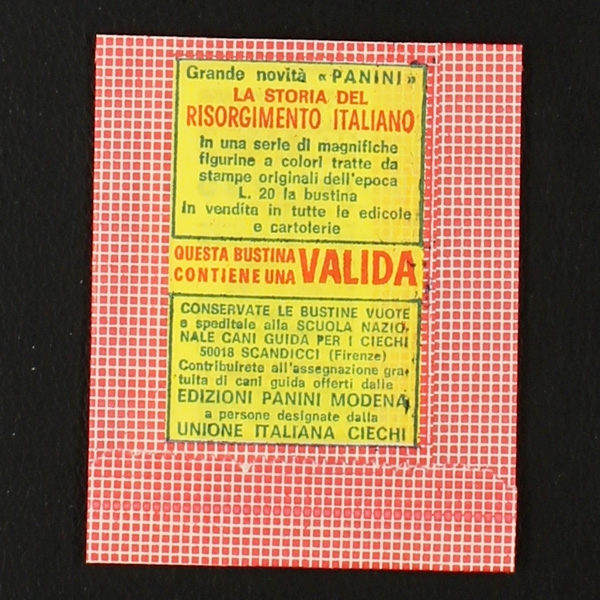 Grande novità «PANINI»
LA STORIA DEL
RISORGIMENTO ITALIANO
In una serie di magnifiche
figurine a colori tratte da
stampe originali dell'epoca
L. 20 la bustina
In vendita in tutte le edicole
e cartolerie
QUESTA BUSTINA
CONTIENE UNA VALIDA
CONSERVATE LE BUSTINE VUOTE
e speditele alla SCUOLA NAZIO-
NALE CANI GUIDA PER I CIECHI
50018 SCANDICCI (Firenze)
Contribuirete all'assegnazione gra-
tuita di cani guida offerti dalle
EDIZIONI PANINI MODENA
a persone designate dalla
UNIONE ITALIANA CIECHI